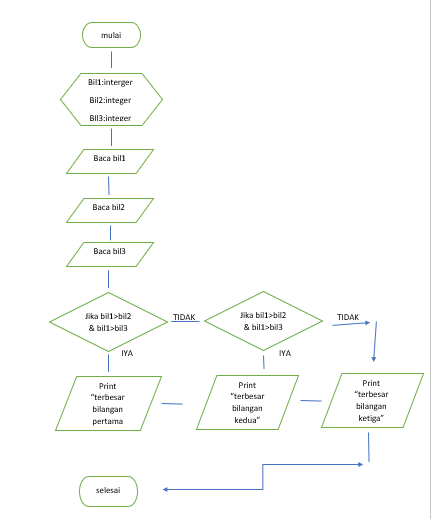 mulai
Bil1:interger
Bil2:integer
BIl3:integer
Baca bil1
Baca bil2
Baca bil3
Jika bil1>bil2
& bil1>bil3
TIDAK
Jika bil1>bil2
& bil1>bil3
TIDAK
IYA
IYA
Print
“terbesar
bilangan
pertama
Print
“terbesar
bilangan
kedua”
Print
“terbesar
bilangan
ketiga”
selesai